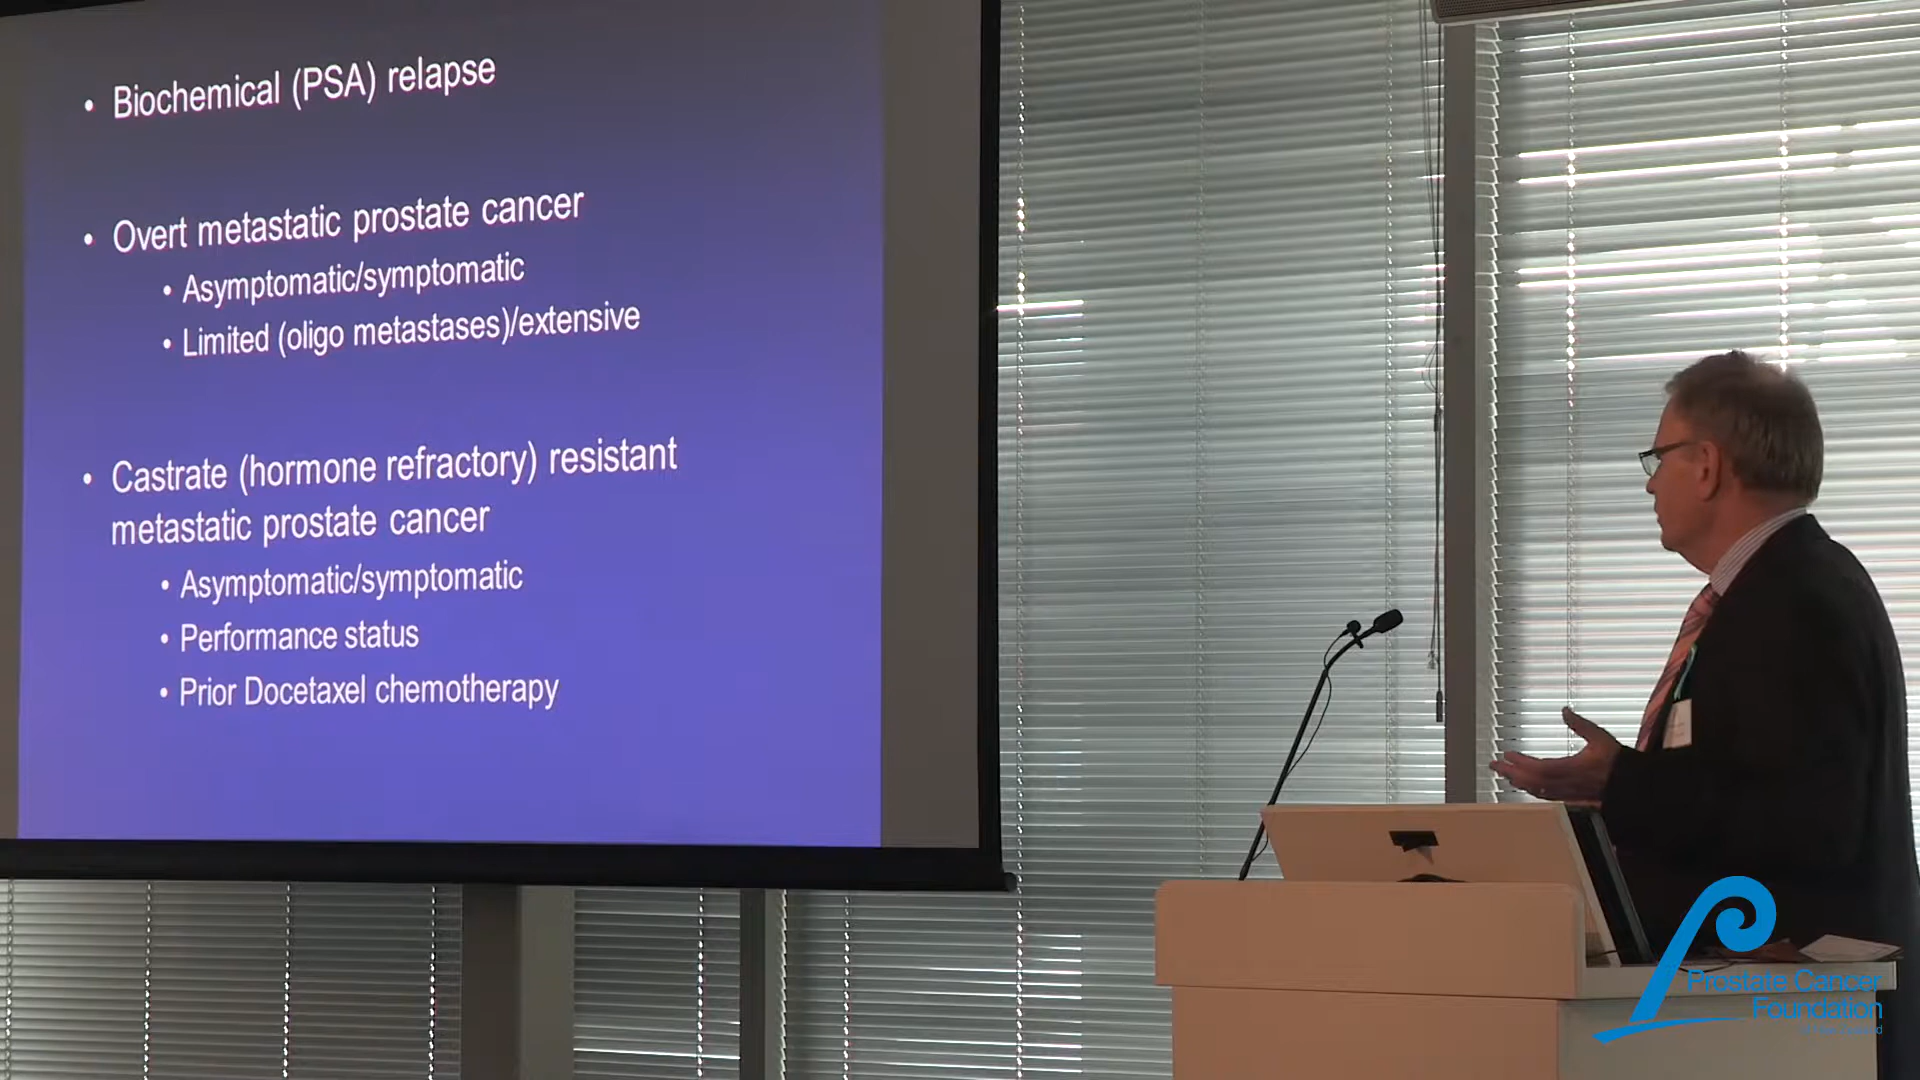 • Biochemical (PSA) relapse
• Overt metastatic prostate cancer
• Asymptomatic/symptomatic
• Limited (oligo metastases)/extensive
• Castrate (hormone refractory) resistant
metastatic prostate cancer
• Asymptomatic/symptomatic
• Performance status
• Prior Docetaxel chemotherapy
Prostate Cancer
Foundation